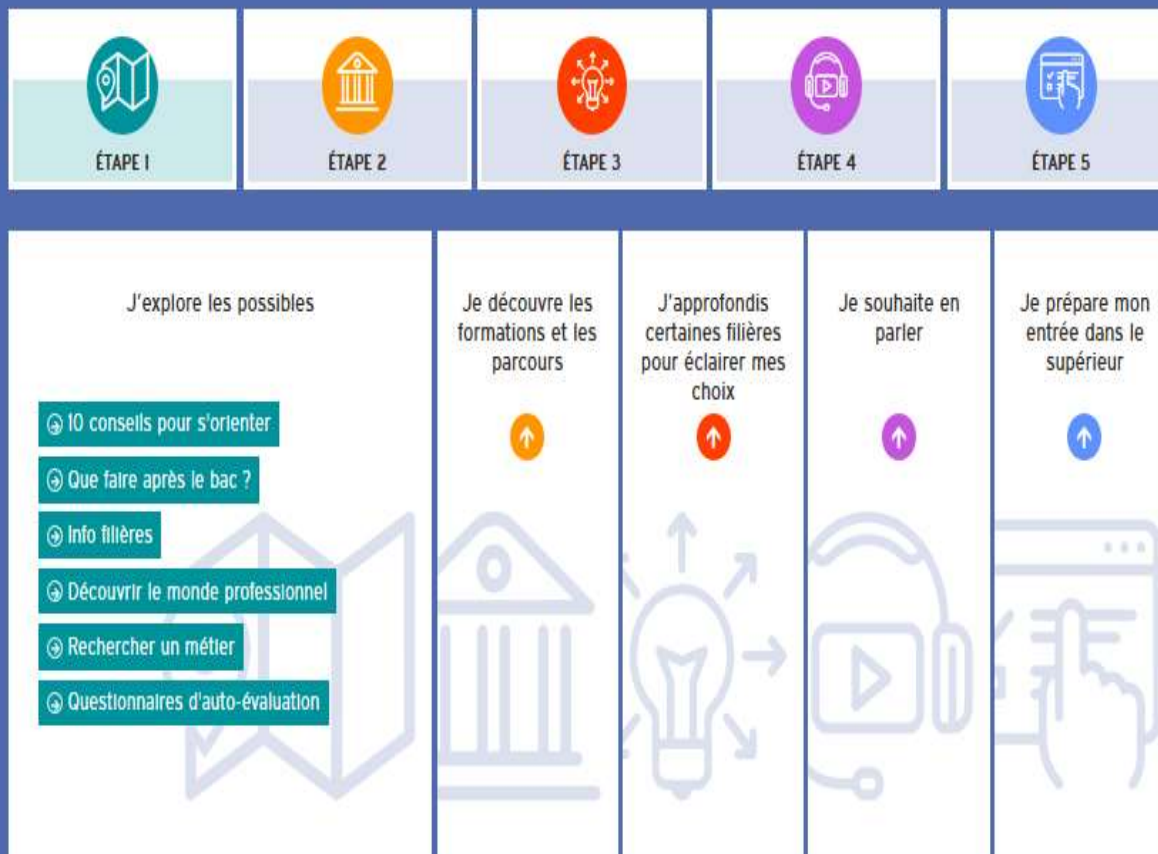 ÉTAPE 1
ÉTAPE 2
ÉTAPE 3
ÉTAPE 4
ÉTAPE 5
J'explore les possibles
10 conseils pour s'orienter
Que faire après le bac ?
Info filières
Découvrir le monde professionnel
Rechercher un métier
Questionnaires d'auto-évaluation
Je découvre les
formations et les
parcours
J'approfondis
certaines filières
pour éclairer mes
choix
Je souhaite en
parler
Je prépare mon
entrée dans le
supérieur